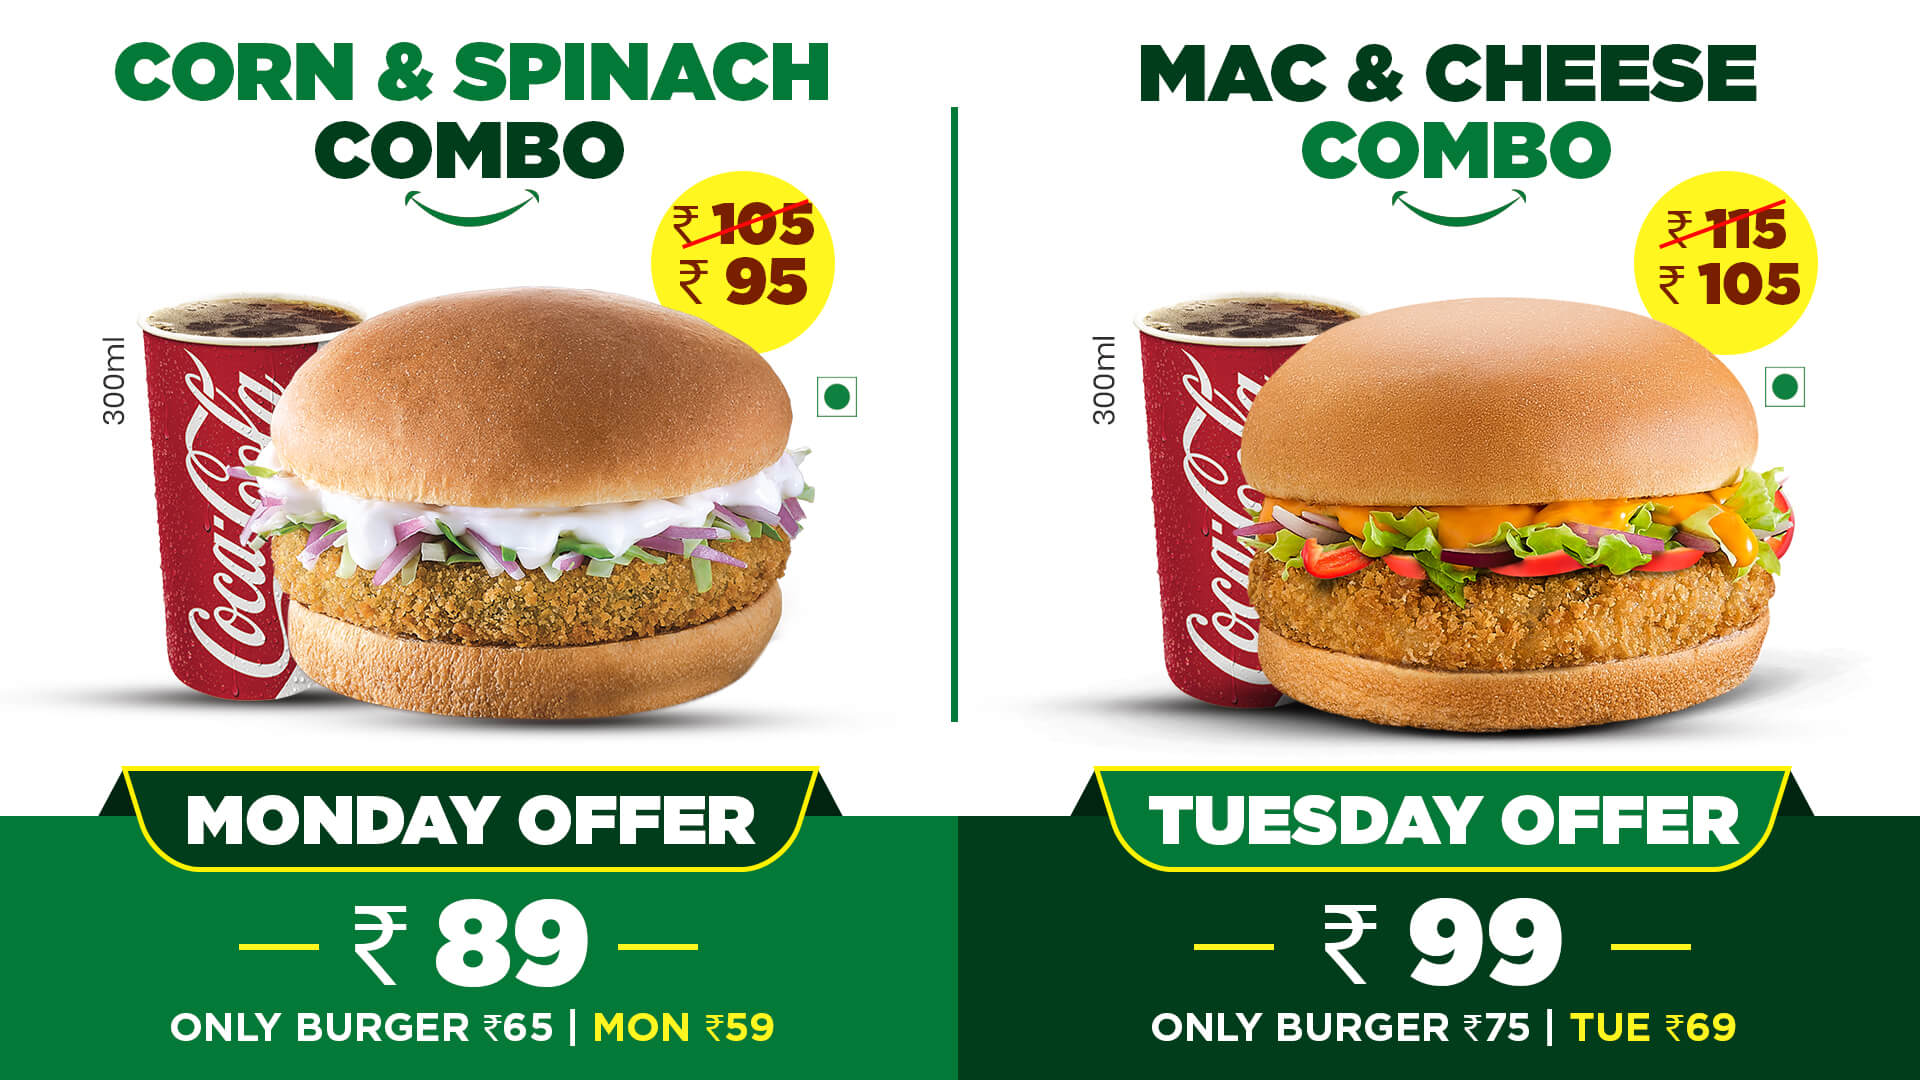 CORN & SPINACH
COMBO
₹ 105
₹ 95
300ml
Coca-Cola
MONDAY OFFER
₹ 89
ONLY BURGER ₹65 | MON ₹59
MAC & CHEESE
COMBO
₹ 115
₹ 105
300ml
Coca-Cola
TUESDAY OFFER
₹ 99
ONLY BURGER ₹75 | TUE ₹69